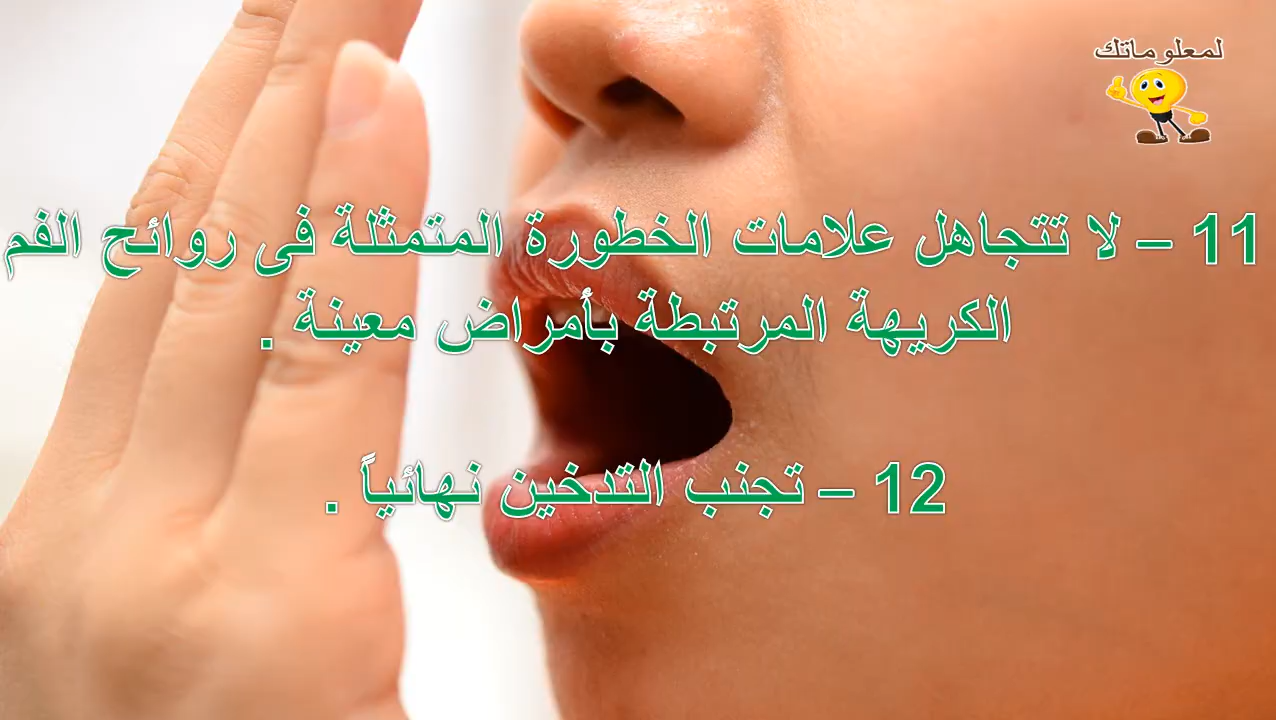 لمعلوماتك
11 – لا تتجاهل علامات الخطورة المتمثلة فى روائح الفم
الكريهة المرتبطة بأمراض معينة .
12 – تجنب التدخين نهائياً .